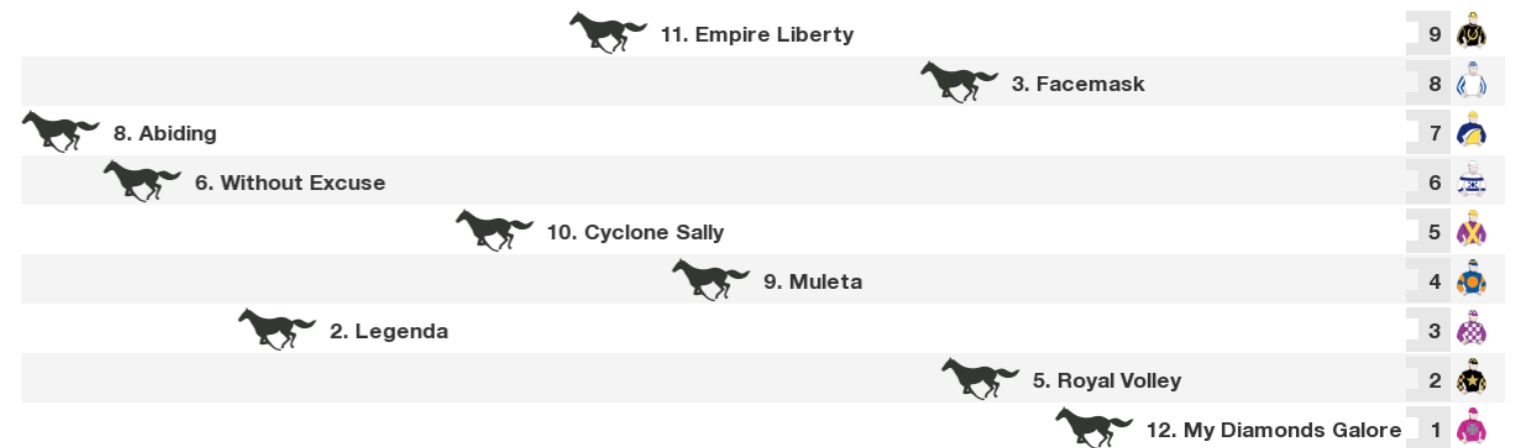 11. Empire Liberty 9
3. Facemask 8
8. Abiding 7
6. Without Excuse 6
10. Cyclone Sally 5
9. Muleta 4
2. Legenda 3
5. Royal Volley 2
12. My Diamonds Galore 1